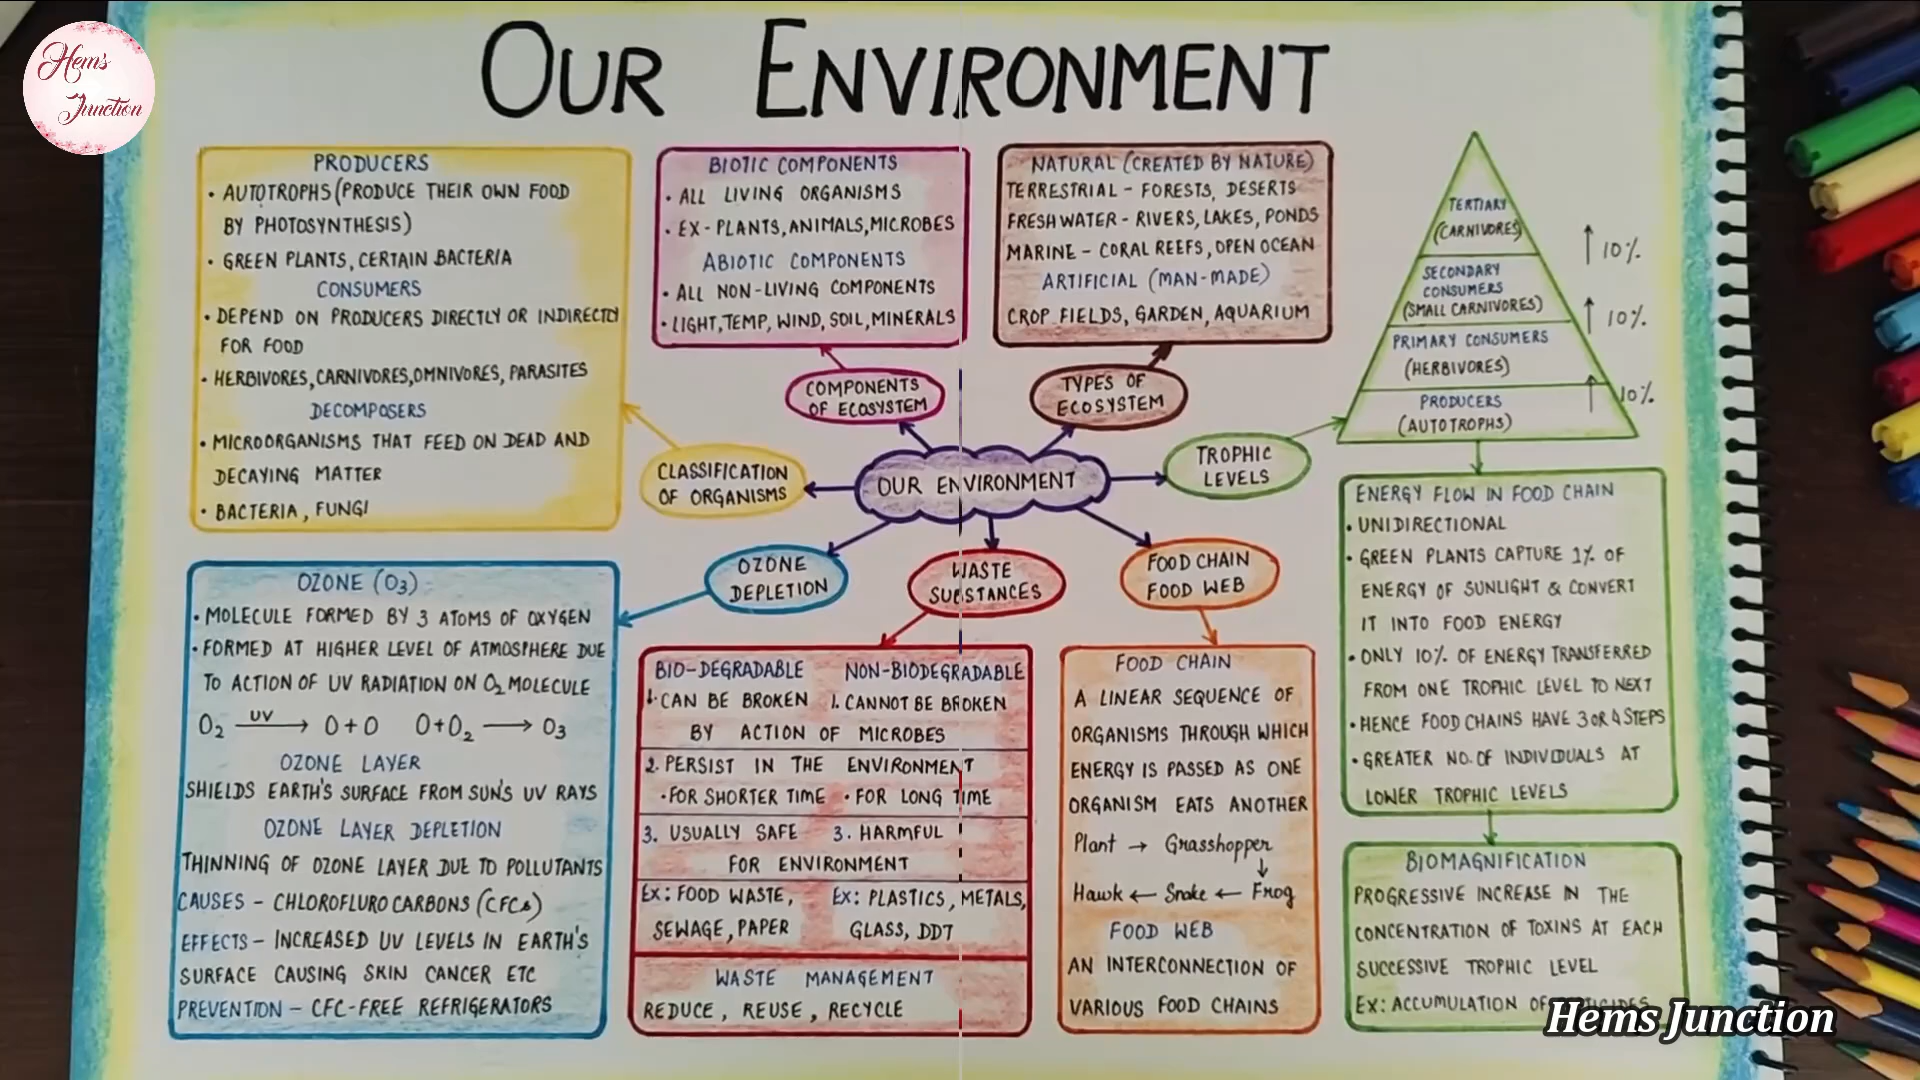 Hems
Junction
OUR ENVIRONMENT
PRODUCERS
• AUTOTROPHS (PRODUCE THEIR OWN FOOD
BY PHOTOSYNTHESIS)
• GREEN PLANTS, CERTAIN BACTERIA
CONSUMERS
• DEPEND ON PRODUCERS DIRECTLY OR INDIRECTLY
FOR FOOD
• HERBIVORES, CARNIVORES, OMNIVORES, PARASITES
DECOMPOSERS
• MICROORGANISMS THAT FEED ON DEAD AND
DECAYING MATTER
• BACTERIA, FUNGI
BIOTIC COMPONENTS
• ALL LIVING ORGANISMS
• EX - PLANTS, ANIMALS, MICROBES
ABIOTIC COMPONENTS
• ALL NON-LIVING COMPONENTS
• LIGHT, TEMP, WIND, SOIL, MINERALS
NATURAL (CREATED BY NATURE)
TERRESTRIAL - FORESTS, DESERTS
FRESHWATER - RIVERS, LAKES, PONDS
MARINE - CORAL REEFS, OPEN OCEAN
ARTIFICIAL (MAN-MADE)
CROP FIELDS, GARDEN, AQUARIUM
TERTIARY
(CARNIVORES)
SECONDARY
CONSUMERS
(SMALL CARNIVORES)
PRIMARY CONSUMERS
(HERBIVORES)
PRODUCERS
(AUTOTROPHS)
↑ 10%
↑ 10%
↑ 10%
COMPONENTS
OF ECOSYSTEM
TYPES OF
ECOSYSTEM
CLASSIFICATION
OF ORGANISMS
OUR ENVIRONMENT
TROPHIC
LEVELS
OZONE
DEPLETION
WASTE
SUBSTANCES
FOOD CHAIN
FOOD WEB
OZONE (O3)
• MOLECULE FORMED BY 3 ATOMS OF OXYGEN
• FORMED AT HIGHER LEVEL OF ATMOSPHERE DUE
TO ACTION OF UV RADIATION ON O2 MOLECULE
O2 UV→ O+O O+O2 → O3
OZONE LAYER
SHIELDS EARTH'S SURFACE FROM SUN'S UV RAYS
OZONE LAYER DEPLETION
THINNING OF OZONE LAYER DUE TO POLLUTANTS
CAUSES - CHLOROFLURO CARBONS (CFCs)
EFFECTS - INCREASED UV LEVELS IN EARTH'S
SURFACE CAUSING SKIN CANCER ETC
PREVENTION - CFC-FREE REFRIGERATORS
BIO-DEGRADABLE NON-BIODEGRADABLE
1. CAN BE BROKEN 1. CANNOT BE BROKEN
BY ACTION OF MICROBES
2. PERSIST IN THE ENVIRONMENT
• FOR SHORTER TIME • FOR LONG TIME
3. USUALLY SAFE 3. HARMFUL
FOR ENVIRONMENT
EX: FOOD WASTE, EX: PLASTICS, METALS,
SEWAGE, PAPER GLASS, DDT
WASTE MANAGEMENT
REDUCE, REUSE, RECYCLE
FOOD CHAIN
A LINEAR SEQUENCE OF
ORGANISMS THROUGH WHICH
ENERGY IS PASSED AS ONE
ORGANISM EATS ANOTHER
Plant → Grasshopper
↓
Hawk ← Snake ← Frog
FOOD WEB
AN INTERCONNECTION OF
VARIOUS FOOD CHAINS
ENERGY FLOW IN FOOD CHAIN
• UNIDIRECTIONAL
• GREEN PLANTS CAPTURE 1% OF
ENERGY OF SUNLIGHT & CONVERT
IT INTO FOOD ENERGY
• ONLY 10% OF ENERGY TRANSFERRED
FROM ONE TROPHIC LEVEL TO NEXT
• HENCE FOOD CHAINS HAVE 3 OR 4 STEPS
• GREATER NO. OF INDIVIDUALS AT
LOWER TROPHIC LEVELS
BIOMAGNIFICATION
PROGRESSIVE INCREASE IN THE
CONCENTRATION OF TOXINS AT EACH
SUCCESSIVE TROPHIC LEVEL
EX: ACCUMULATION OF
Hems Junction